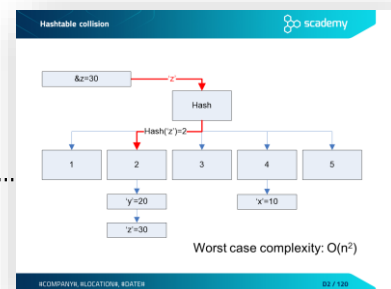 Hashtable collision
scademy
&z=30
'z'
Hash
Hash('z')=2
1
2
3
4
5
'y'=20
'x'=10
'z'=30
Worst case complexity: O(n²)
#COMPANY#, #LOCATION#, #DATE#
02 / 120